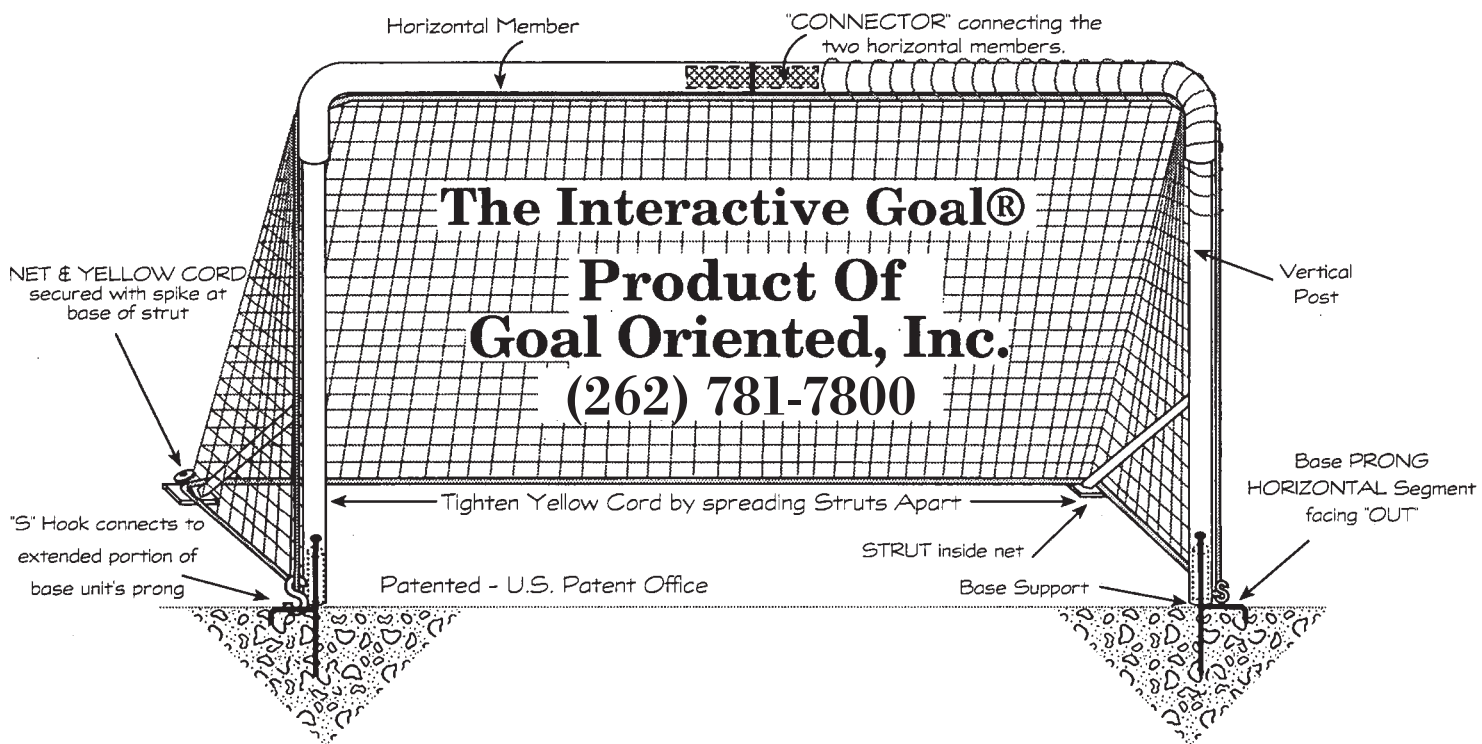 Horizontal Member
"CONNECTOR" connecting the
two horizontal members.
The Interactive Goal®
Product Of
Goal Oriented, Inc.
(262) 781-7800
NET & YELLOW CORD
secured with spike at
base of strut
Vertical
Post
Base PRONG
HORIZONTAL Segment
facing "OUT"
Tighten Yellow Cord by spreading Struts Apart
"S" Hook connects to
extended portion of
base unit's prong
STRUT inside net
Patented - U.S. Patent Office
Base Support